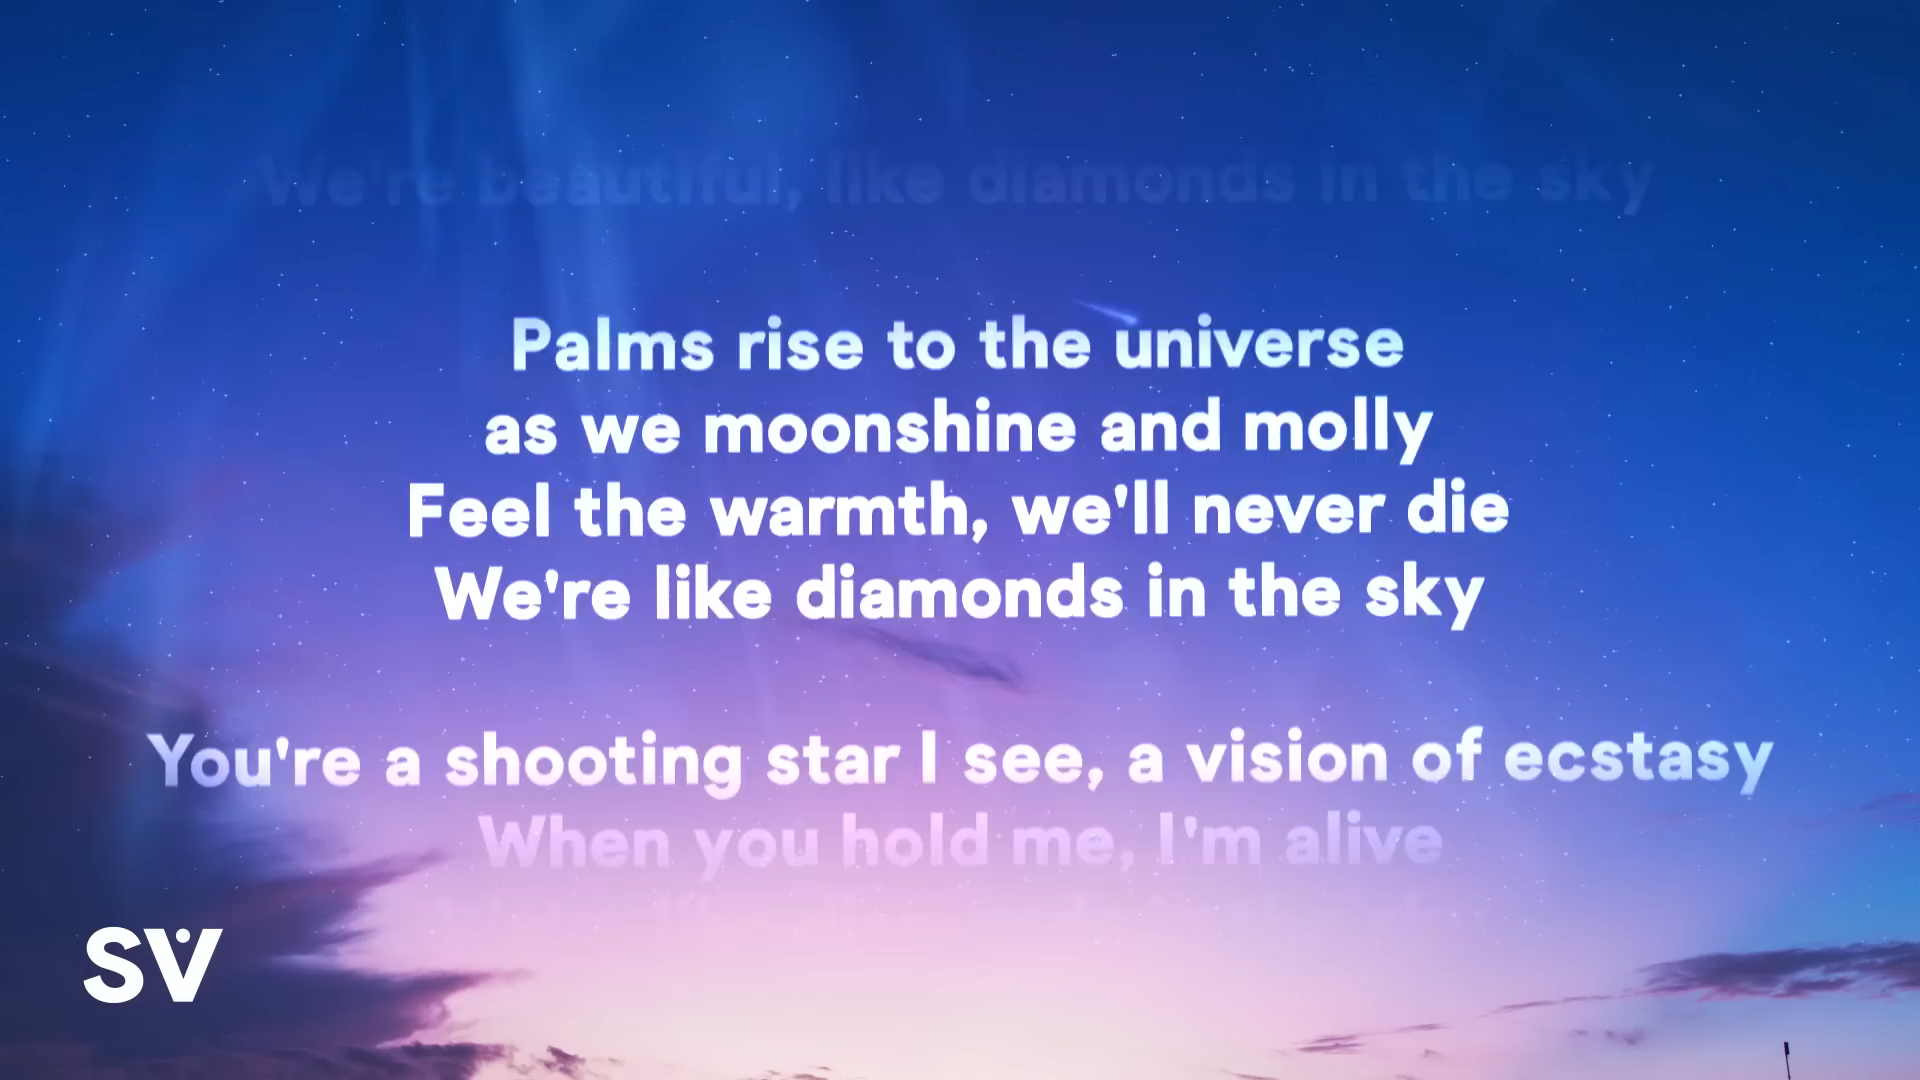 We're beautiful, like diamonds in the sky
Palms rise to the universe
as we moonshine and molly
Feel the warmth, we'll never die
We're like diamonds in the sky
You're a shooting star I see, a vision of ecstasy
When you hold me, I'm alive
SV